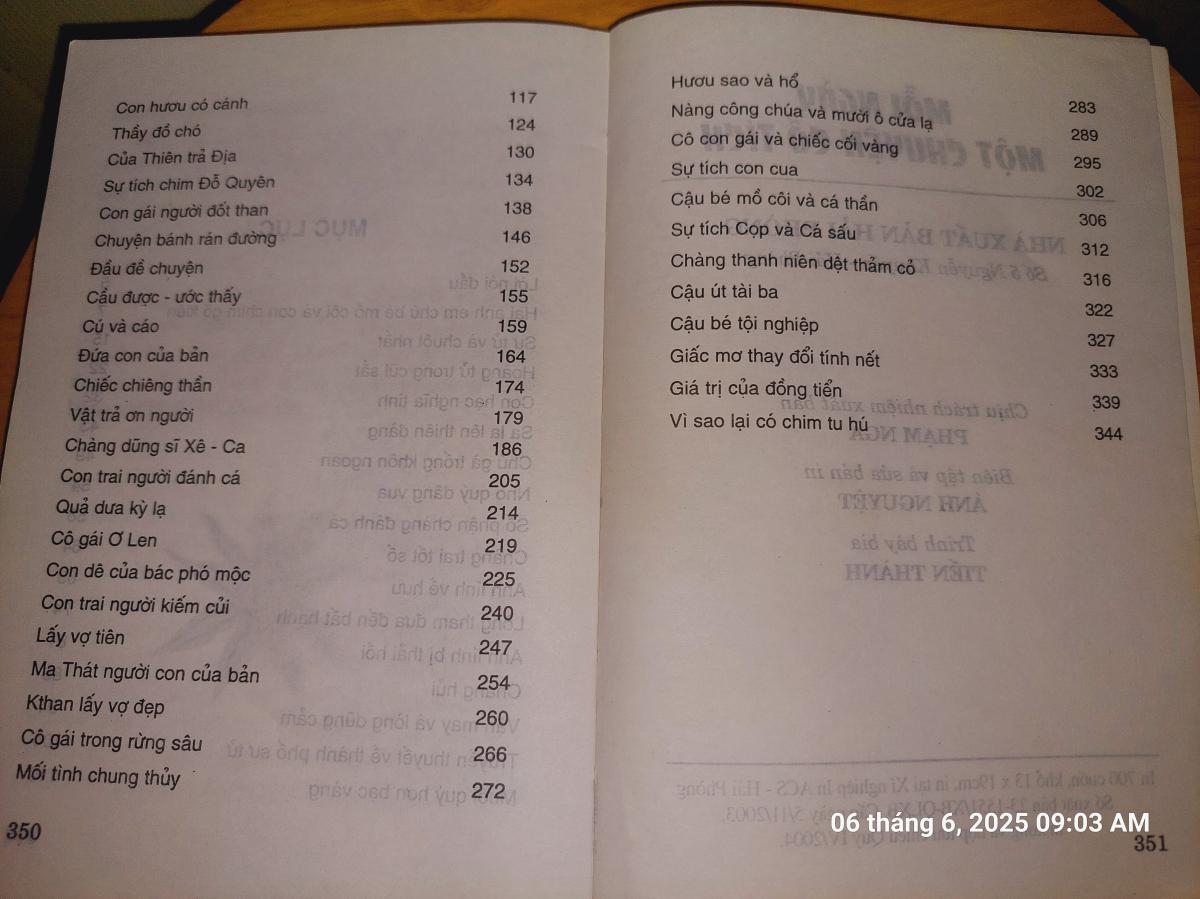 Con hươu có cánh 117
Thầy đồ chó 124
Của Thiên trả Địa 130
Sự tích chim Đỗ Quyên 134
Con gái người đốt than 138
Chuyện bánh rán đường 146
Đầu đề chuyện 152
Cầu được - ước thấy 155
Cú và cáo 159
Đứa con của bản 164
Chiếc chiêng thần 174
Vật trả ơn người 179
Chàng dũng sĩ Xê - Ca 186
Con trai người đánh cá 205
Quả dưa kỳ lạ 214
Cô gái Ơ Len 219
Con dê của bác phó mộc 225
Con trai người kiếm củi 240
Lấy vợ tiên 247
Ma Thát người con của bản 254
Kthan lấy vợ đẹp 260
Cô gái trong rừng sâu 266
Mối tình chung thủy 272
350
Hươu sao và hổ 283
Nàng công chúa và mười ô cửa lạ 289
Cô con gái và chiếc cối vàng 295
Sự tích con cua 302
Cậu bé mồ côi và cá thần 306
Sự tích Cọp và Cá sấu 312
Chàng thanh niên dệt thảm cỏ 316
Cậu út tài ba 322
Cậu bé tội nghiệp 327
Giấc mơ thay đổi tính nết 333
Giá trị của đồng tiền 339
Vì sao lại có chim tu hú 344
06 tháng 6, 2025 09:03 AM
351